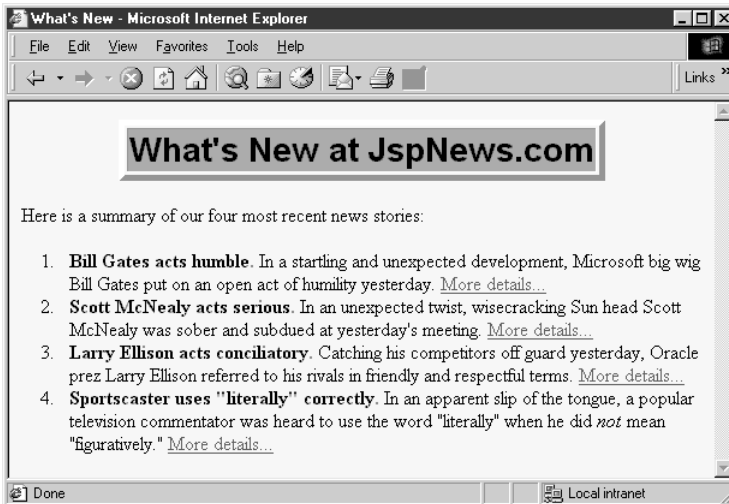 What's New - Microsoft Internet Explorer
File Edit View Favorites Tools Help
Links »
What's New at JspNews.com
Here is a summary of our four most recent news stories:
1. Bill Gates acts humble. In a startling and unexpected development, Microsoft big wig
Bill Gates put on an open act of humility yesterday. More details...
2. Scott McNealy acts serious. In an unexpected twist, wisecracking Sun head Scott
McNealy was sober and subdued at yesterday's meeting. More details...
3. Larry Ellison acts conciliatory. Catching his competitors off guard yesterday, Oracle
prez Larry Ellison referred to his rivals in friendly and respectful terms. More details...
4. Sportscaster uses "literally" correctly. In an apparent slip of the tongue, a popular
television commentator was heard to use the word "literally" when he did not mean
"figuratively." More details...
Done Local intranet